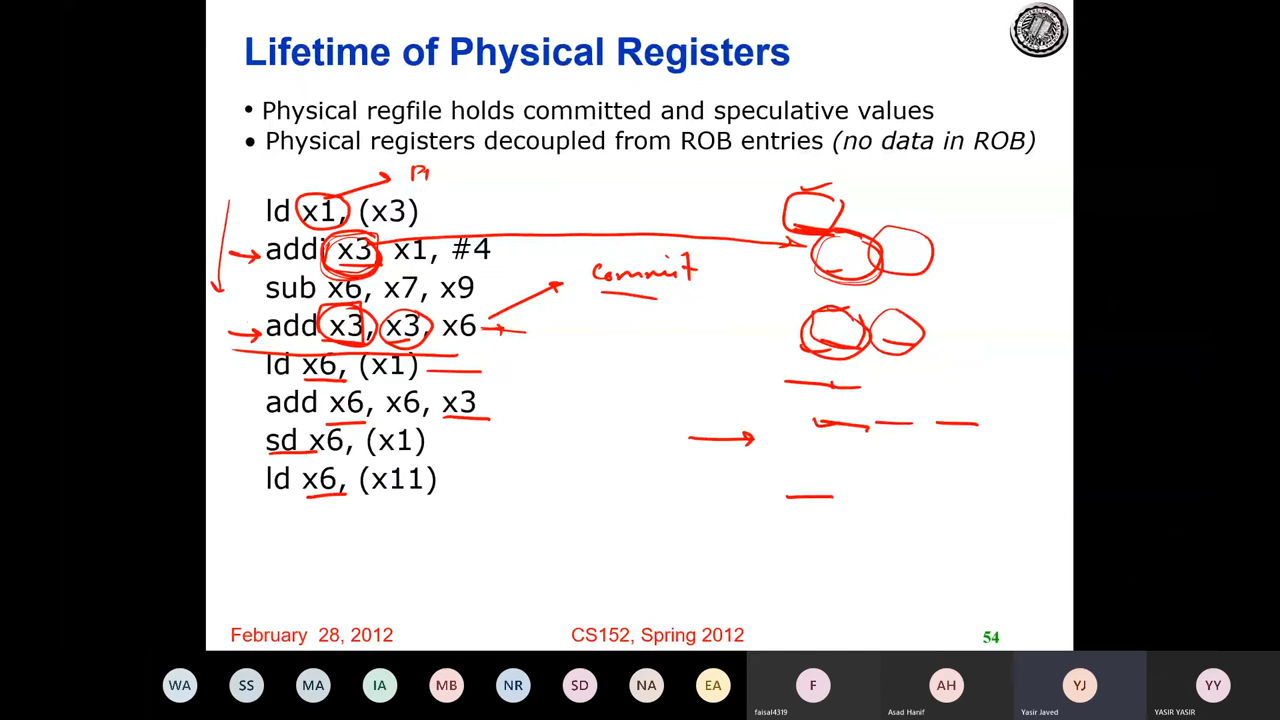 Lifetime of Physical Registers
• Physical regfile holds committed and speculative values
• Physical registers decoupled from ROB entries (no data in ROB)
ld x1, (x3)
addi x3, x1, #4
sub x6, x7, x9
add x3, x3, x6
commit
ld x6, (x1)
add x6, x6, x3
sd x6, (x1)
ld x6, (x11)
February 28, 2012
CS152, Spring 2012
54
WA
SS
MA
IA
MB
NR
SD
NA
EA
F
AH
YJ
YY
faisal4319
Asad Hanif
Yasir Javed
YASIR YASIR